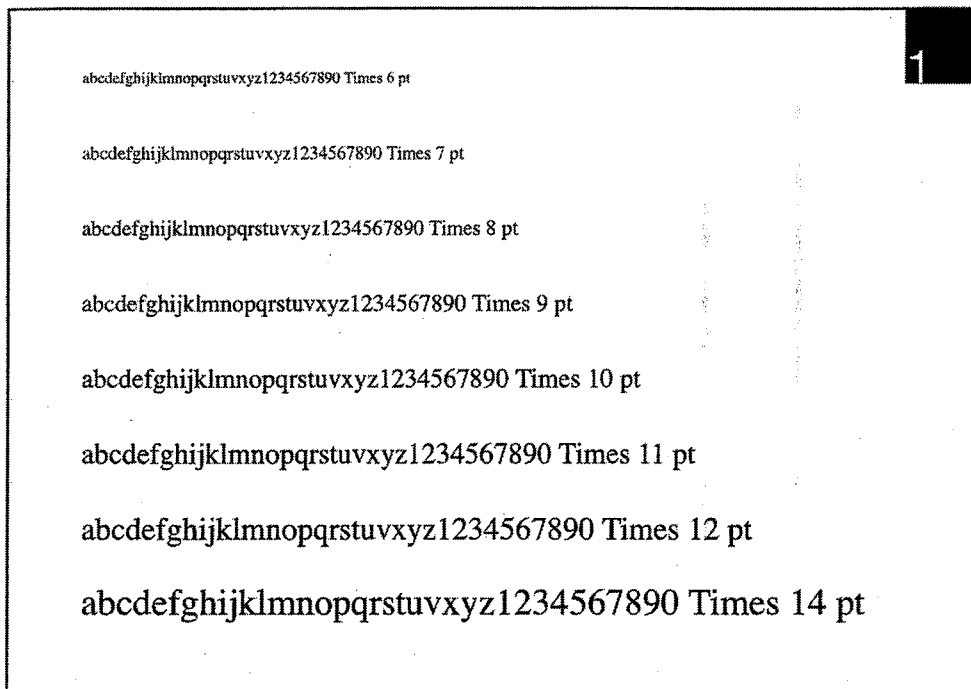 1
abcdefghijklmnopqrstuvxyz1234567890 Times 6 pt
abcdefghijklmnopqrstuvxyz1234567890 Times 7 pt
abcdefghijklmnopqrstuvxyz1234567890 Times 8 pt
abcdefghijklmnopqrstuvxyz1234567890 Times 9 pt
abcdefghijklmnopqrstuvxyz1234567890 Times 10 pt
abcdefghijklmnopqrstuvxyz1234567890 Times 11 pt
abcdefghijklmnopqrstuvxyz1234567890 Times 12 pt
abcdefghijklmnopqrstuvxyz1234567890 Times 14 pt